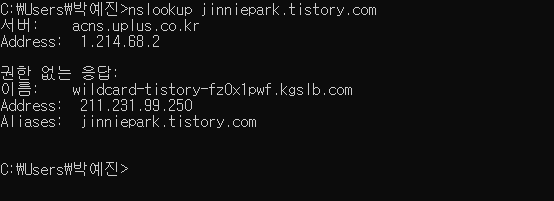 C:\Users\박예진>nslookup jinniepark.tistory.com
서버:    acns.uplus.co.kr
Address:  1.214.68.2
권한 없는 응답:
이름:    wildcard-tistory-fz0x1pwf.kgslb.com
Address:  211.231.99.250
Aliases:  jinniepark.tistory.com
C:\Users\박예진>